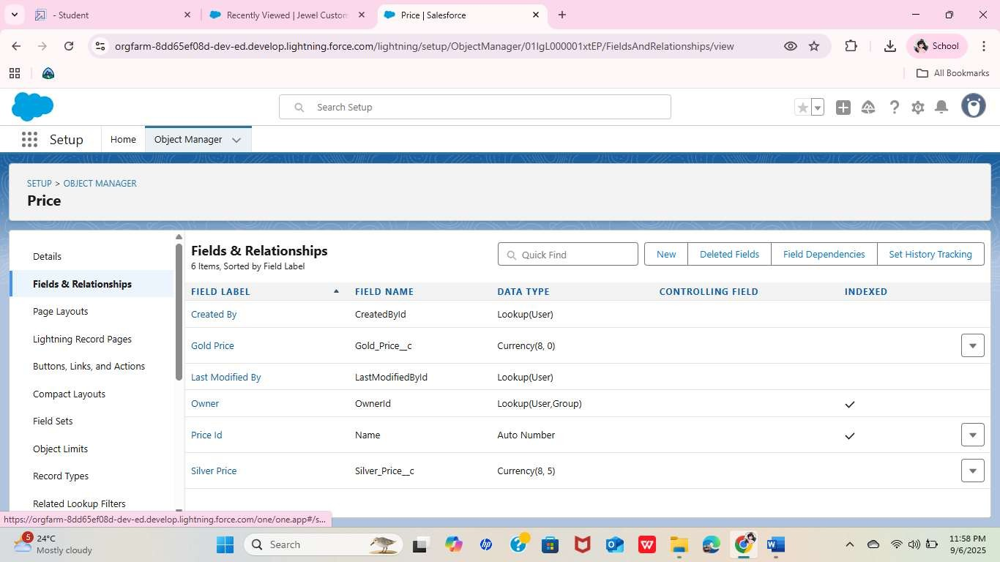 - Student
Recently Viewed | Jewel Custom
Price | Salesforce
orgfarm-8dd65ef08d-dev-ed.develop.lightning.force.com/lightning/setup/ObjectManager/01IgL000001xtEP/FieldsAndRelationships/view
School
All Bookmarks
Search Setup
Setup
Home
Object Manager
SETUP > OBJECT MANAGER
Price
Details
Fields & Relationships
Page Layouts
Lightning Record Pages
Buttons, Links, and Actions
Compact Layouts
Field Sets
Object Limits
Record Types
Related Lookup Filters
Fields & Relationships
6 Items, Sorted by Field Label
Quick Find
New
Deleted Fields
Field Dependencies
Set History Tracking
FIELD LABEL FIELD NAME DATA TYPE CONTROLLING FIELD INDEXED
Created By CreatedById Lookup(User)
Gold Price Gold_Price__c Currency(8, 0)
Last Modified By LastModifiedById Lookup(User)
Owner OwnerId Lookup(User,Group)
Price Id Name Auto Number
Silver Price Silver_Price__c Currency(8, 5)
https://orgfarm-8dd65ef08d-dev-ed.develop.lightning.force.com/one/one.app#/s...
5
24°C
Mostly cloudy
Search
11:58 PM
9/6/2025